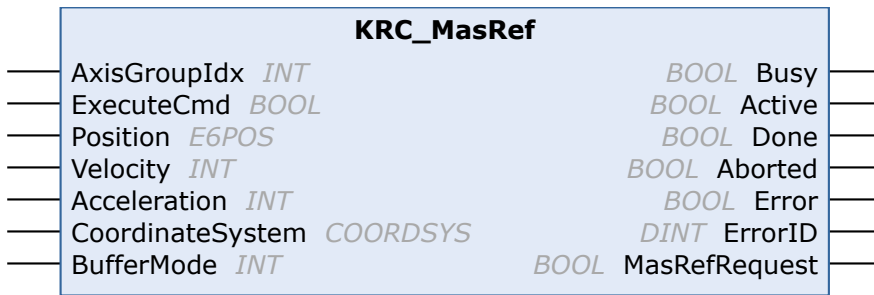 KRC_MasRef
AxisGroupIdx INT BOOL Busy
ExecuteCmd BOOL BOOL Active
Position E6POS BOOL Done
Velocity INT BOOL Aborted
Acceleration INT BOOL Error
CoordinateSystem COORDSYS DINT ErrorID
BufferMode INT BOOL MasRefRequest